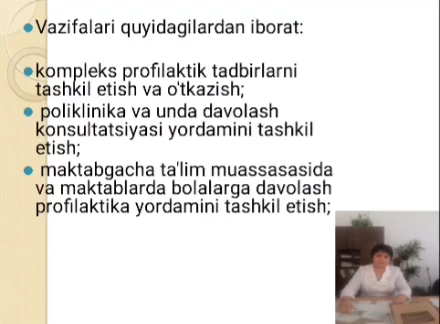 Vazifalari quyidagilardan iborat:
kompleks profilaktik tadbirlarni
tashkil etish va o'tkazish;
poliklinika va unda davolash
konsultatsiyasi yordamini tashkil
etish;
maktabgacha ta'lim muassasasida
va maktablarda bolalarga davolash
profilaktika yordamini tashkil etish;